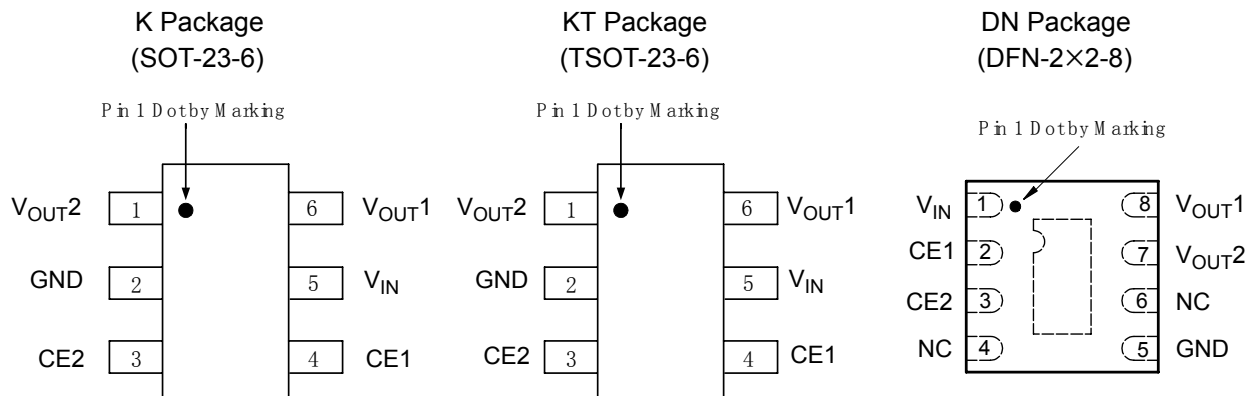 K Package
(SOT-23-6)
Pin 1 Dot by Marking
VOUT2 1 6 VOUT1
GND 2 5 VIN
CE2 3 4 CE1
KT Package
(TSOT-23-6)
Pin 1 Dot by Marking
VOUT2 1 6 VOUT1
GND 2 5 VIN
CE2 3 4 CE1
DN Package
(DFN-2×2-8)
Pin 1 Dot by Marking
VIN 1 8 VOUT1
CE1 2 7 VOUT2
CE2 3 6 NC
NC 4 5 GND